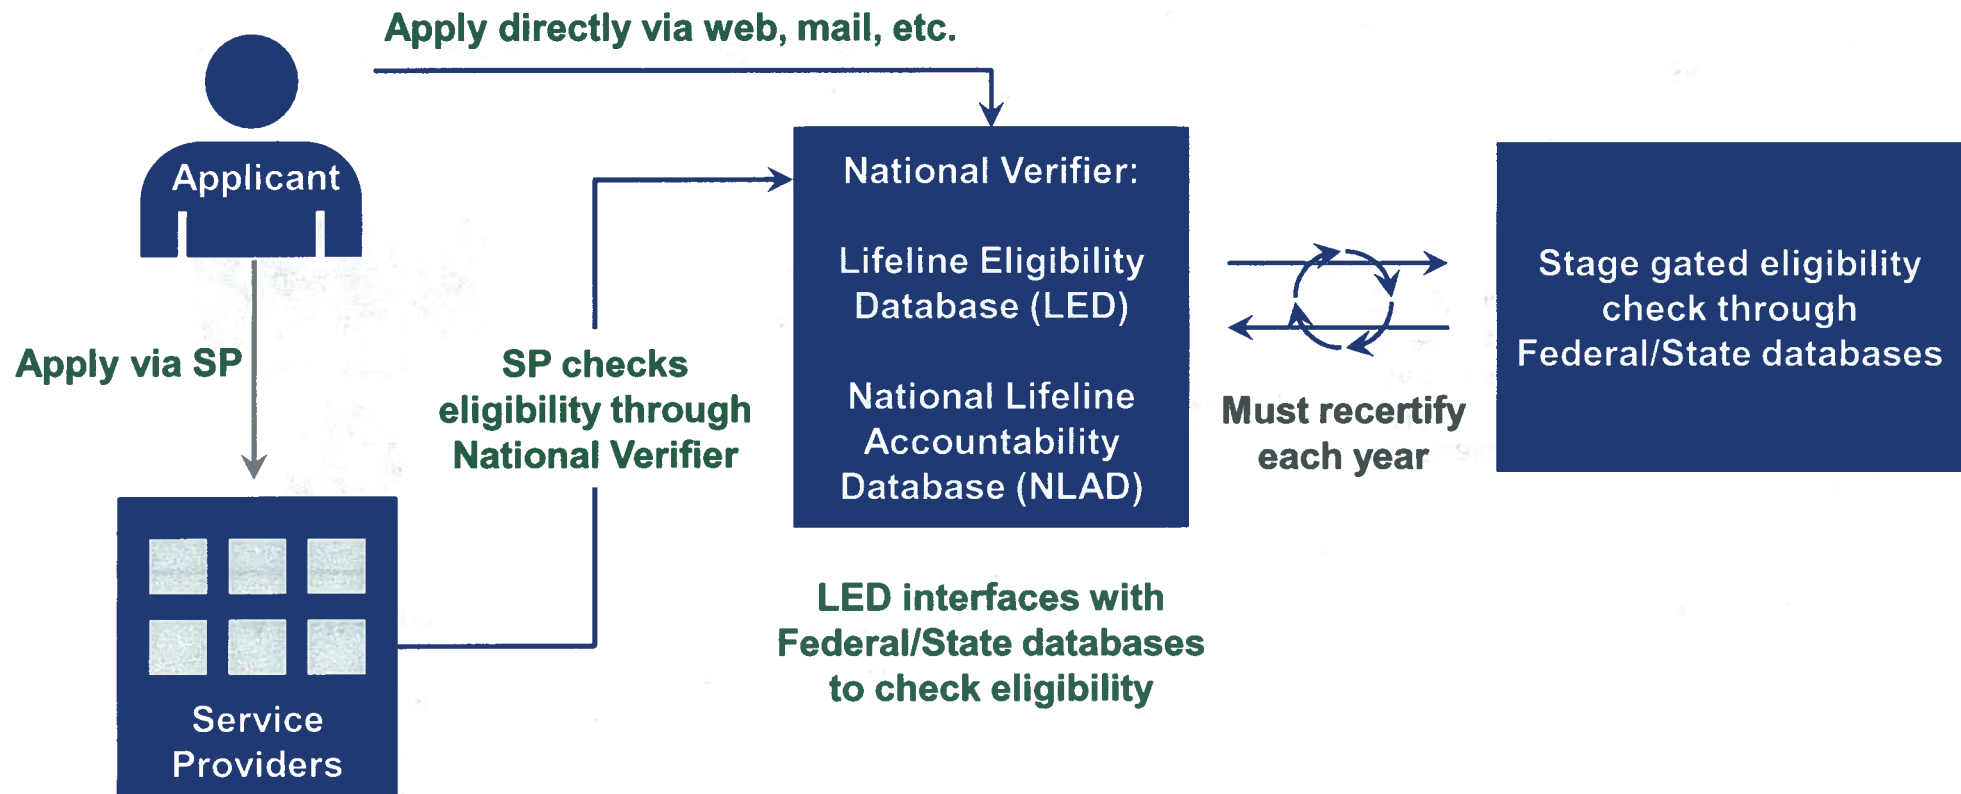 Apply directly via web, mail, etc.
Applicant
Apply via SP
Service
Providers
SP checks
eligibility through
National Verifier
National Verifier:
Lifeline Eligibility
Database (LED)
National Lifeline
Accountability
Database (NLAD)
LED interfaces with
Federal/State databases
to check eligibility
Must recertify
each year
Stage gated eligibility
check through
Federal/State databases